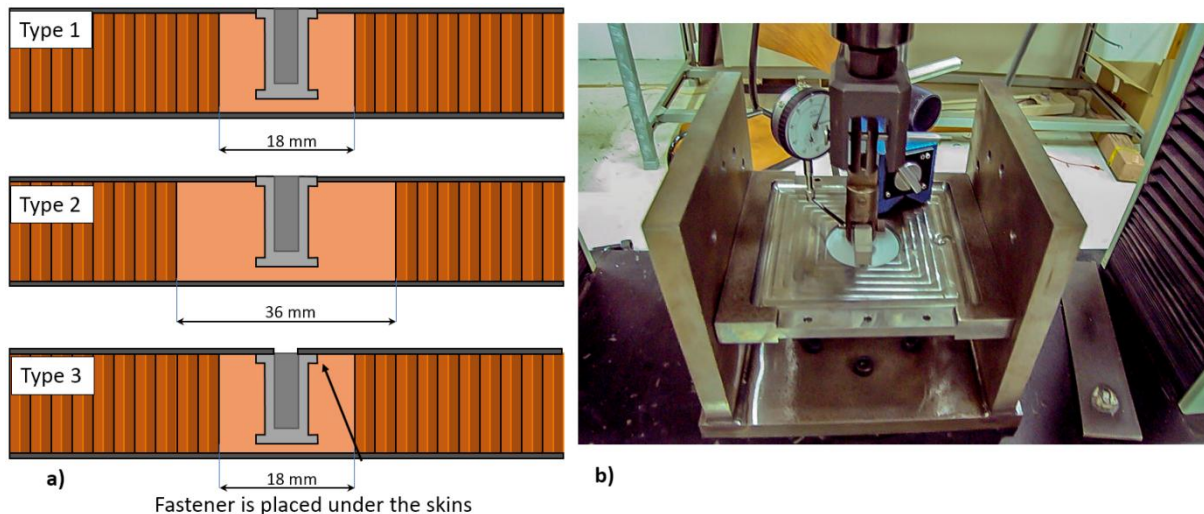 Type 1
18 mm
Type 2
36 mm
Type 3
18 mm
a)
Fastener is placed under the skins
b)